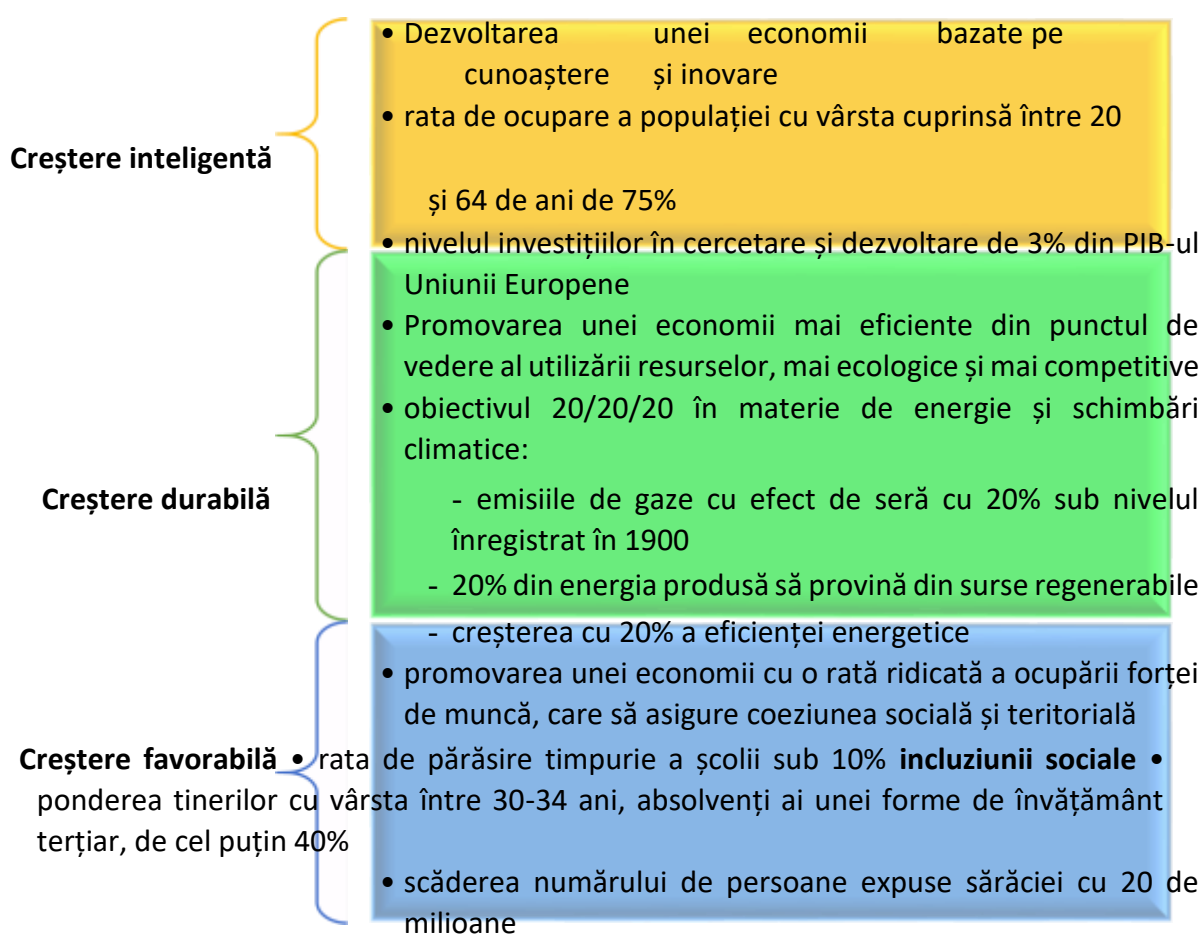 • Dezvoltarea unei economii bazate pe
cunoaștere și inovare
• rata de ocupare a populației cu vârsta cuprinsă între 20
Creștere inteligentă
și 64 de ani de 75%
• nivelul investițiilor în cercetare și dezvoltare de 3% din PIB-ul
Uniunii Europene
• Promovarea unei economii mai eficiente din punctul de
vedere al utilizării resurselor, mai ecologice și mai competitive
• obiectivul 20/20/20 în materie de energie și schimbări
climatice:
Creștere durabilă
- emisiile de gaze cu efect de seră cu 20% sub nivelul
înregistrat în 1900
- 20% din energia produsă să provină din surse regenerabile
- creșterea cu 20% a eficienței energetice
• promovarea unei economii cu o rată ridicată a ocupării forței
de muncă, care să asigure coeziunea socială și teritorială
Creștere favorabilă • rata de părăsire timpurie a școlii sub 10% incluziunii sociale •
ponderea tinerilor cu vârsta între 30-34 ani, absolvenți ai unei forme de învățământ
terțiar, de cel puțin 40%
• scăderea numărului de persoane expuse sărăciei cu 20 de
milioane